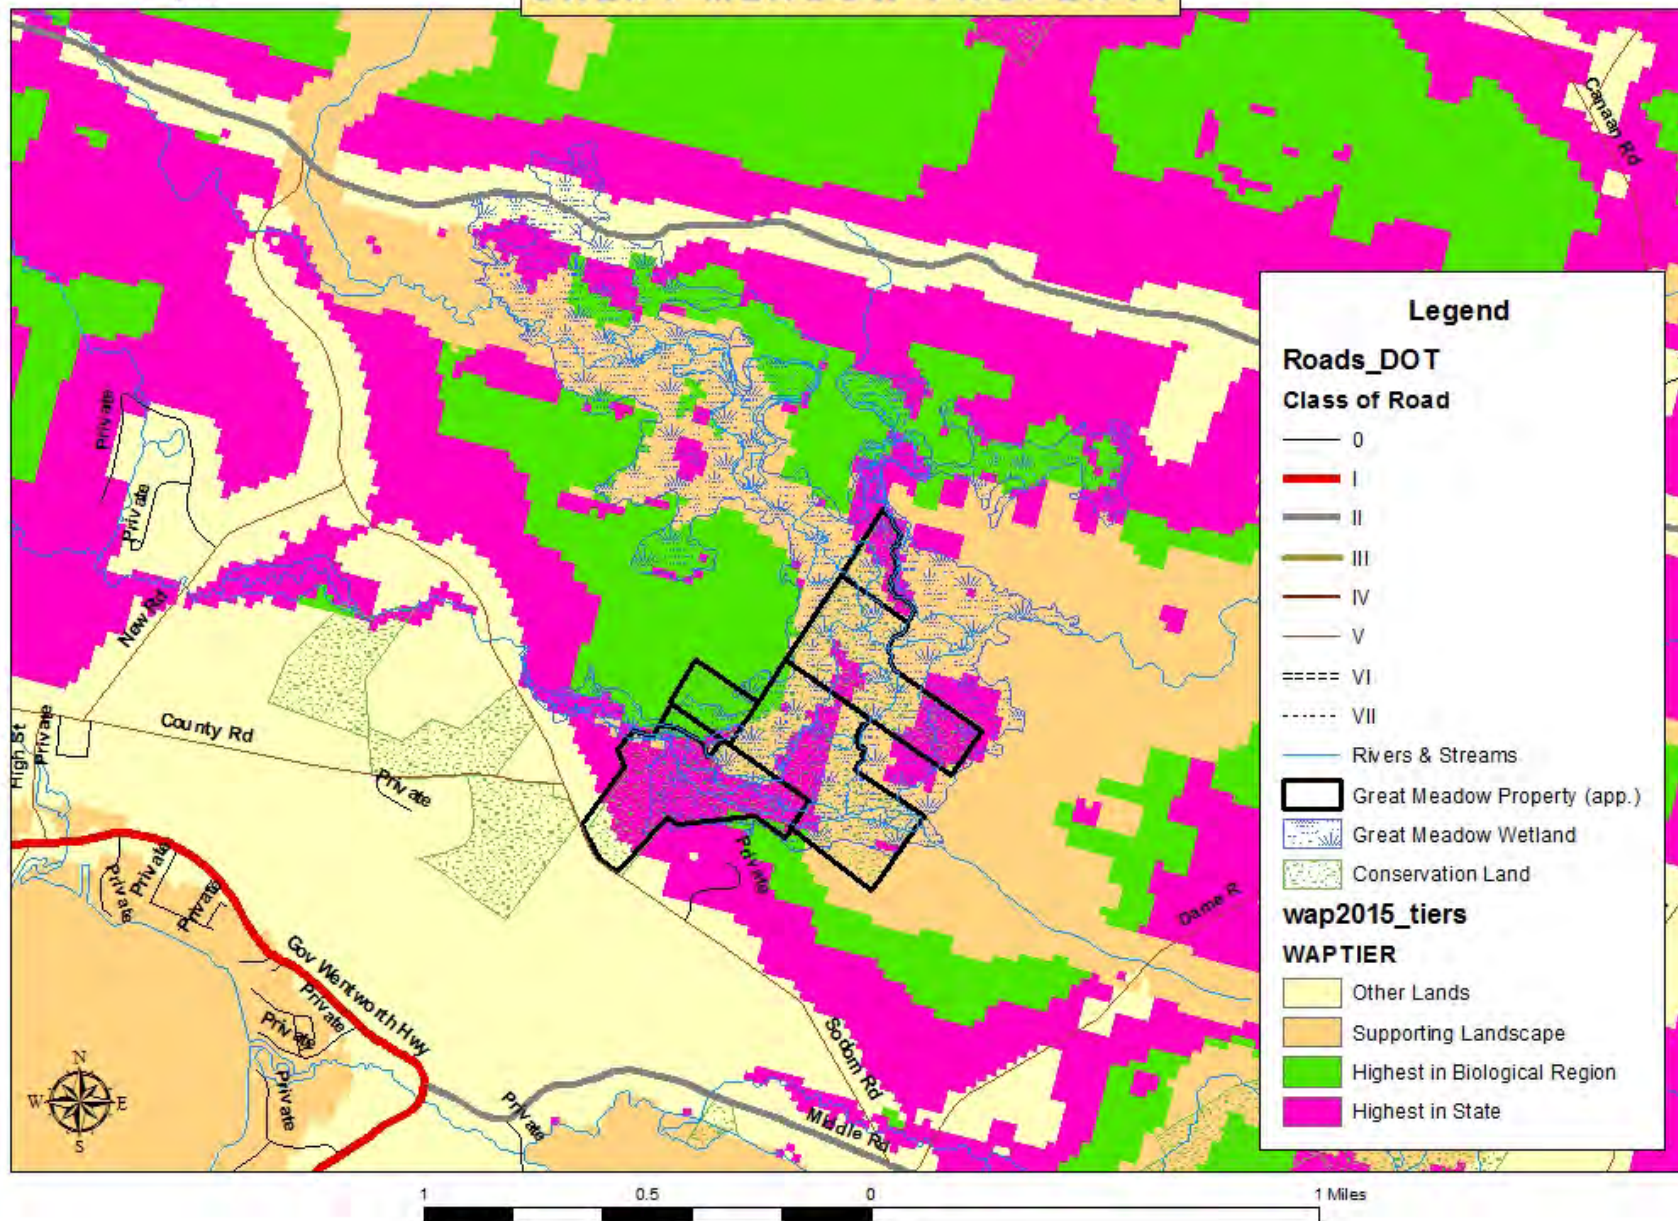 Canaan Rd
Legend
Roads_DOT
Class of Road
0
I
II
III
IV
V
VI
VII
Rivers & Streams
Great Meadow Property (app.)
Great Meadow Wetland
Conservation Land
wap2015_tiers
WAPTIER
Other Lands
Supporting Landscape
Highest in Biological Region
Highest in State
Private
Private
New Rd
High St
Private
County Rd
Private
Private
Private
Private
Private
Gov Wentworth Hwy
Private
Private
Private
Private
Dame R
Sodom Rd
Middle Rd
N
W E
S
1 0.5 0 1 Miles